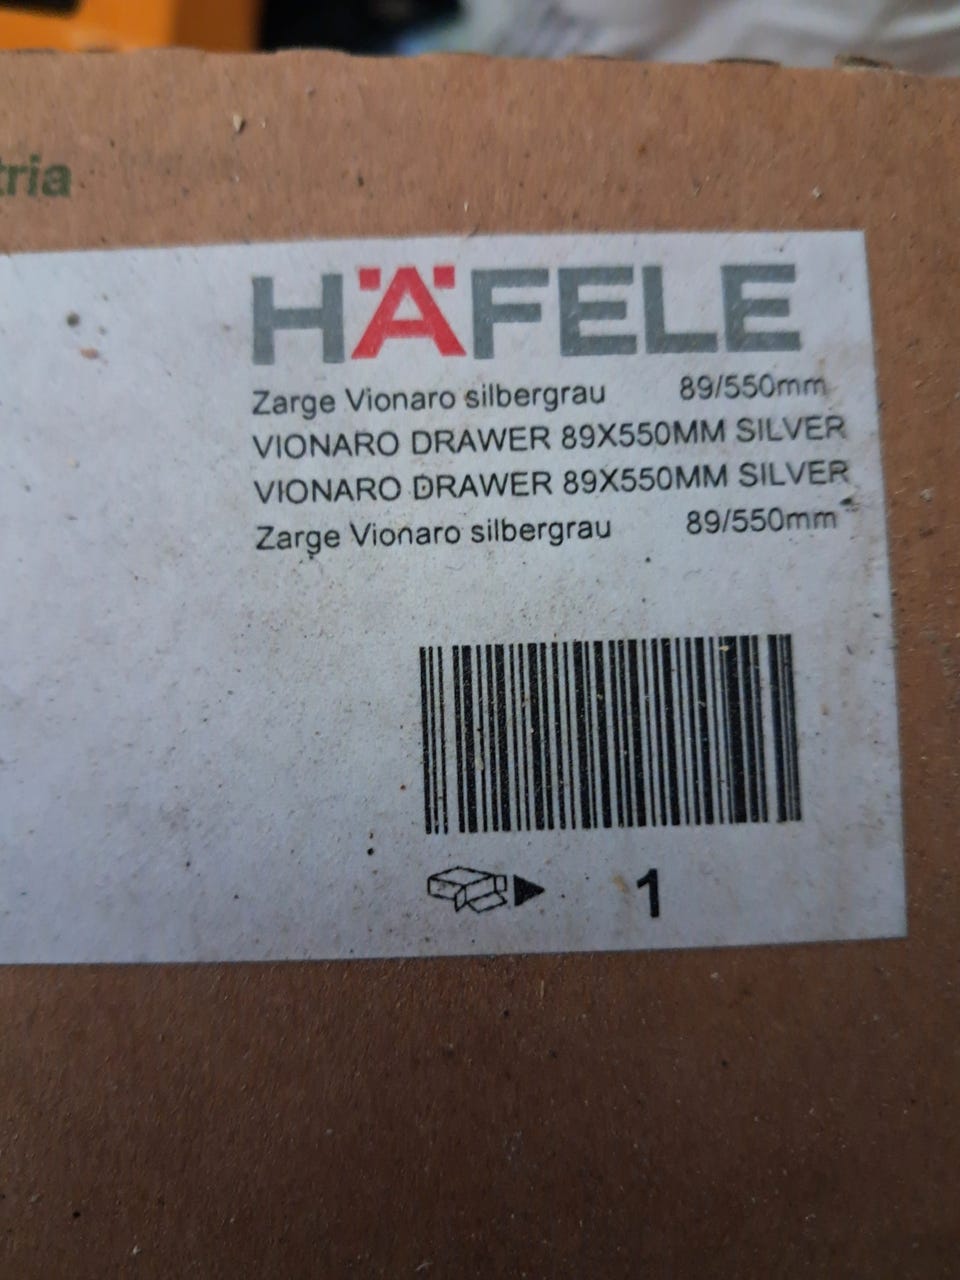 tria
HÄFELE
Zarge Vionaro silbergrau 89/550mm
VIONARO DRAWER 89X550MM SILVER
VIONARO DRAWER 89X550MM SILVER
Zarge Vionaro silbergrau 89/550mm
1